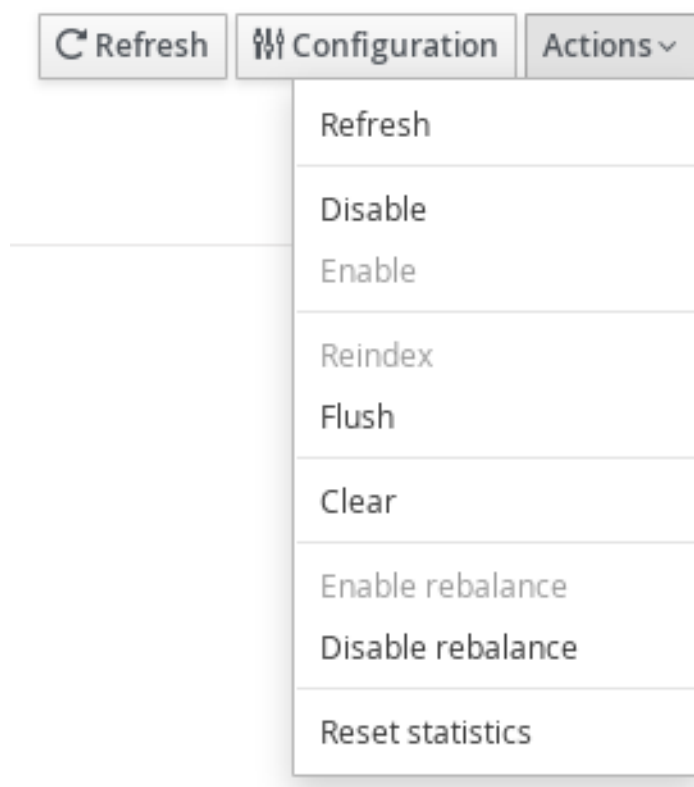 Refresh Configuration Actions
Refresh
Disable
Enable
Reindex
Flush
Clear
Enable rebalance
Disable rebalance
Reset statistics